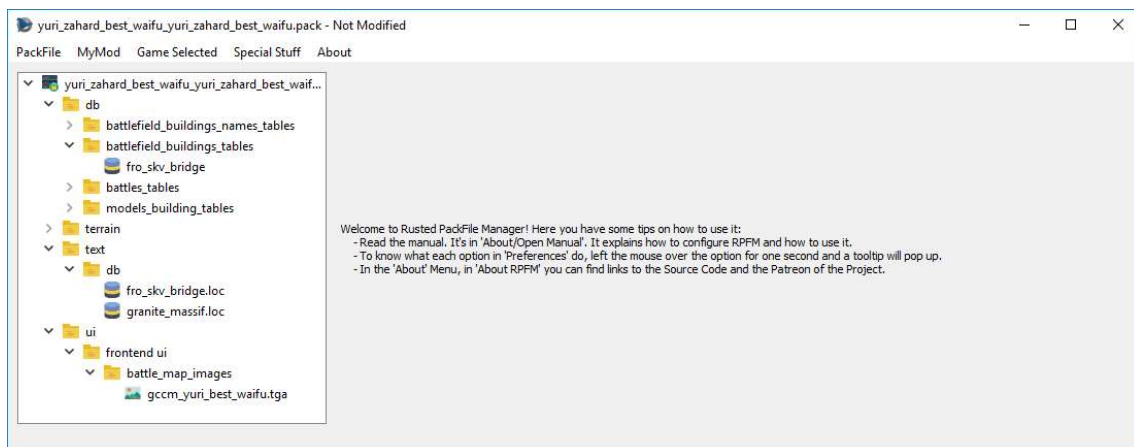 yuri_zahard_best_waifu_yuri_zahard_best_waifu.pack - Not Modified
PackFile MyMod Game Selected Special Stuff About
yuri_zahard_best_waifu_yuri_zahard_best_waif...
db
battlefield_buildings_names_tables
battlefield_buildings_tables
fro_skv_bridge
battles_tables
models_building_tables
terrain
text
db
fro_skv_bridge.loc
granite_massif.loc
ui
frontend ui
battle_map_images
gccm_yuri_best_waifu.tga
Welcome to Rusted PackFile Manager! Here you have some tips on how to use it:
- Read the manual. It's in 'About/Open Manual'. It explains how to configure RPFM and how to use it.
- To know what each option in 'Preferences' do, left the mouse over the option for one second and a tooltip will pop up.
- In the 'About' Menu, in 'About RPFM' you can find links to the Source Code and the Patreon of the Project.